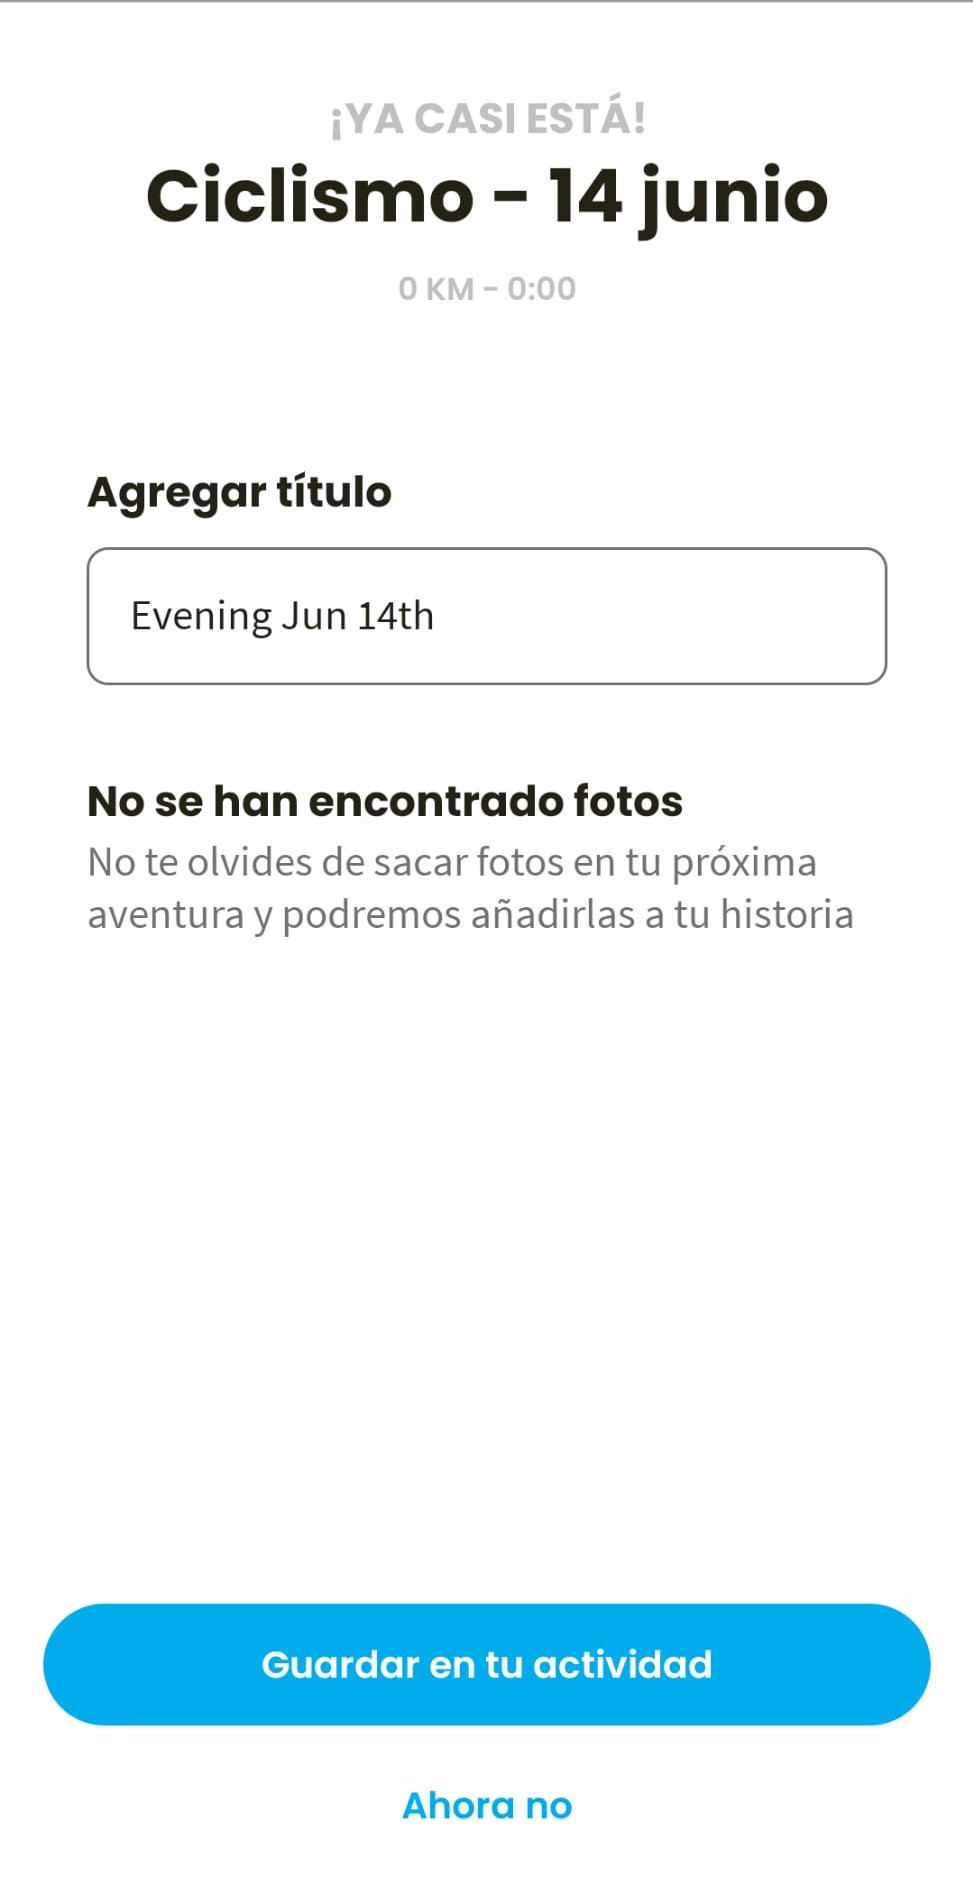 ¡YA CASI ESTÁ!
Ciclismo - 14 junio
0 KM - 0:00
Agregar título
Evening Jun 14th
No se han encontrado fotos
No te olvides de sacar fotos en tu próxima
aventura y podremos añadirlas a tu historia
Guardar en tu actividad
Ahora no